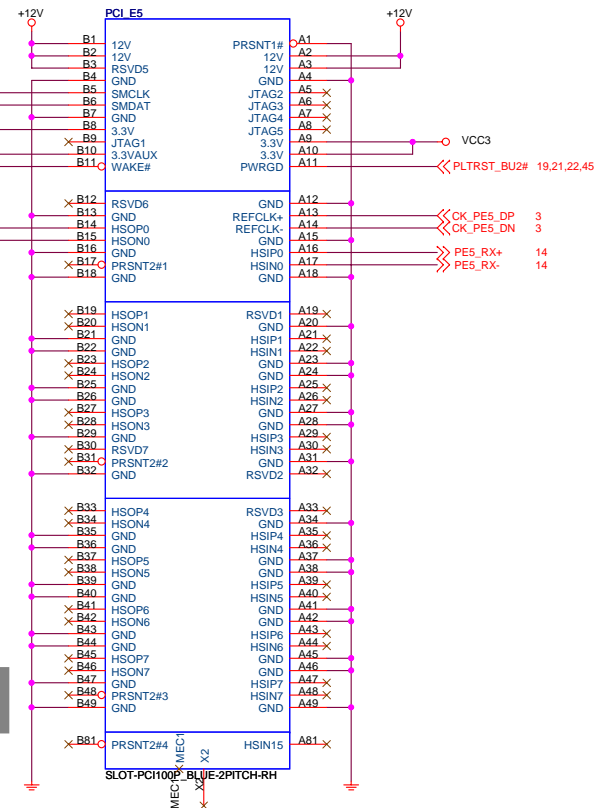 +12V PCI_E5 +12V
B1 12V PRSNT1# A1
B2 12V 12V A2
B3 RSVD5 12V A3
B4 GND GND A4
B5 SMCLK JTAG2 A5
B6 SMDAT JTAG3 A6
B7 GND JTAG4 A7
B8 3.3V JTAG5 A8
B9 JTAG1 3.3V A9 VCC3
B10 3.3VAUX 3.3V A10
B11 WAKE# PWRGD A11 PLTRST_BU2# 19,21,22,45
B12 RSVD6 GND A12
B13 GND REFCLK+ A13 CK_PE5_DP 3
B14 HSOP0 REFCLK- A14 CK_PE5_DN 3
B15 HSON0 GND A15
B16 GND HSIP0 A16 PE5_RX+ 14
B17 PRSNT2#1 HSIN0 A17 PE5_RX- 14
B18 GND GND A18
B19 HSOP1 RSVD1 A19
B20 HSON1 GND A20
B21 GND HSIP1 A21
B22 GND HSIN1 A22
B23 HSOP2 GND A23
B24 HSON2 GND A24
B25 GND HSIP2 A25
B26 GND HSIN2 A26
B27 HSOP3 GND A27
B28 HSON3 GND A28
B29 GND HSIP3 A29
B30 RSVD7 HSIN3 A30
B31 PRSNT2#2 GND A31
B32 GND RSVD2 A32
B33 HSOP4 RSVD3 A33
B34 HSON4 GND A34
B35 GND HSIP4 A35
B36 GND HSIN4 A36
B37 HSOP5 GND A37
B38 HSON5 GND A38
B39 GND HSIP5 A39
B40 GND HSIN5 A40
B41 HSOP6 GND A41
B42 HSON6 GND A42
B43 GND HSIP6 A43
B44 GND HSIN6 A44
B45 HSOP7 GND A45
B46 HSON7 GND A46
B47 GND HSIP7 A47
B48 PRSNT2#3 HSIN7 A48
B49 GND GND A49
B81 PRSNT2#4 MEC1 X2 HSIN15 A81
SLOT-PCI100P_BLUE-2PITCH-RH
MEC1 X2